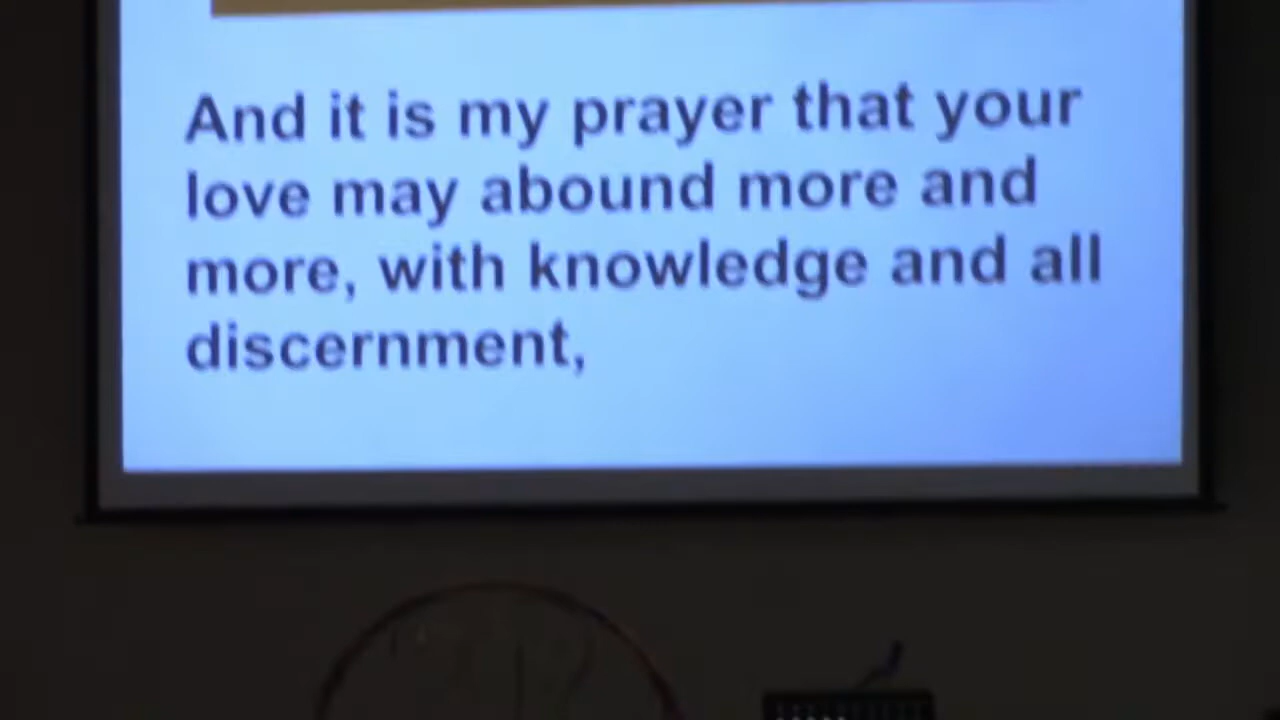 And it is my prayer that your
love may abound more and
more, with knowledge and all
discernment,